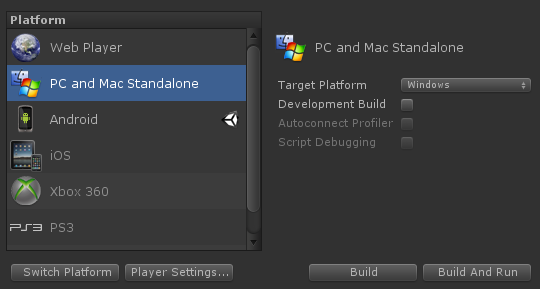 Platform
Web Player
PC and Mac Standalone
Android
iOS
Xbox 360
PS3 PS3
Switch Platform
Player Settings...
PC and Mac Standalone
Target Platform Windows
Development Build
Autoconnect Profiler
Script Debugging
Build
Build And Run